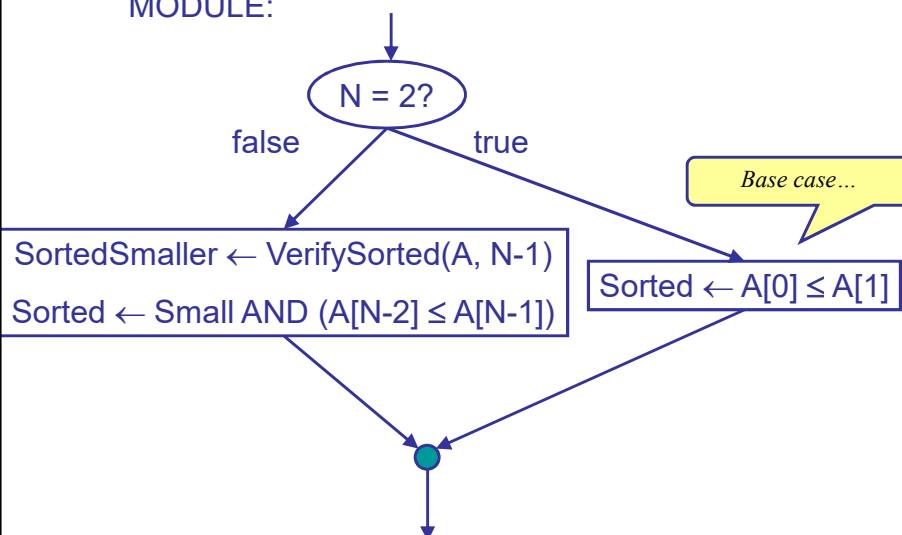 MODULE:
N = 2?
false
true
Base case…
SortedSmaller ← VerifySorted(A, N-1)
Sorted ← Small AND (A[N-2] ≤ A[N-1])
Sorted ← A[0] ≤ A[1]